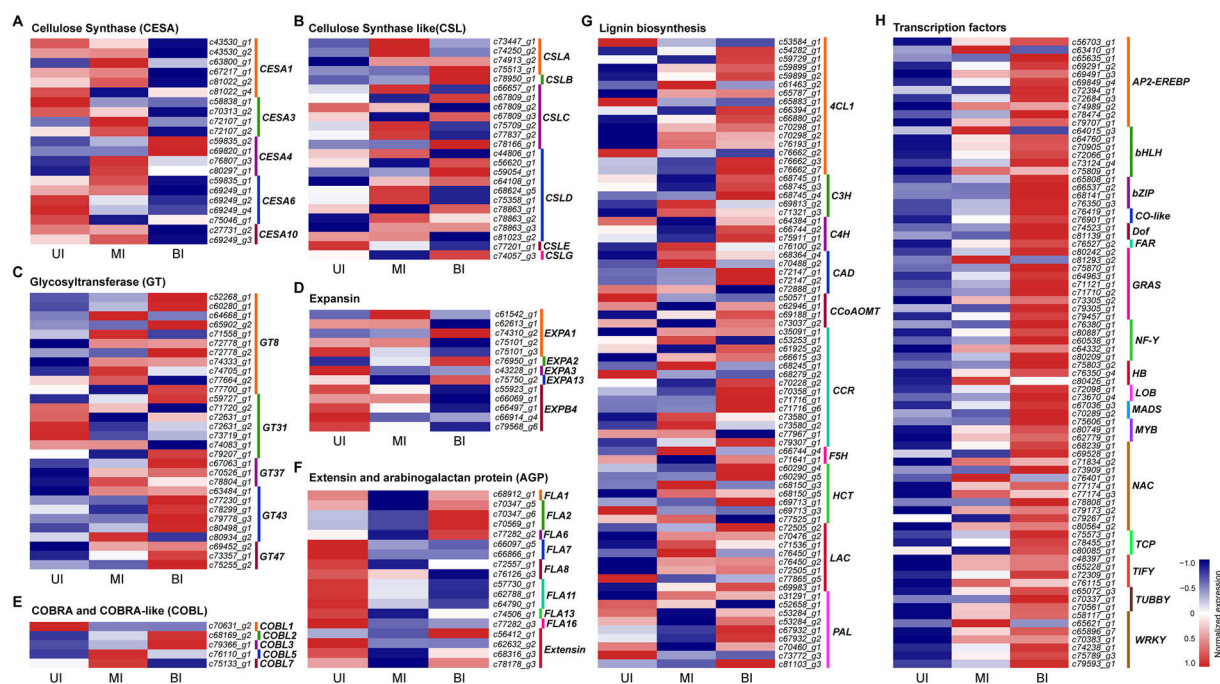 A Cellulose Synthase (CESA)
c43530_g1
c43530_g2
c63800_g1
c67217_g1
c81022_g2
c81022_g4
c58838_g1
c70313_g2
c72107_g1
c72107_g2
c59835_g2
c69820_g1
c76807_g3
c80297_g1
c59835_g1
c69249_g1
c69249_g2
c69249_g4
c75046_g1
c27731_g2
c69249_g3
CESA1
CESA3
CESA4
CESA6
CESA10
UI MI BI
B Cellulose Synthase like(CSL)
c73447_g1
c74250_g2
c74913_g2
c75513_g1
c78950_g1
c66657_g1
c67809_g1
c67809_g2
c67809_g3
c75709_g2
c77837_g2
c78166_g1
c44806_g1
c56620_g1
c59054_g1
c64108_g1
c68624_g5
c75358_g1
c78863_g1
c78863_g2
c78863_g3
c81023_g2
c77201_g1
c74057_g3
CSLA
CSLB
CSLC
CSLD
CSLE
CSLG
UI MI BI
C Glycosyltransferase (GT)
c52268_g1
c60280_g1
c64668_g1
c65902_g2
c71558_g1
c72778_g1
c72778_g2
c74333_g1
c74705_g1
c77664_g2
c77700_g1
c59727_g1
c71720_g2
c72631_g1
c72631_g2
c73719_g1
c74083_g1
c79207_g1
c67063_g1
c70526_g1
c78804_g1
c63484_g1
c77230_g1
c78299_g1
c79778_g3
c80498_g1
c80934_g2
c69452_g2
c73357_g1
c75255_g2
GT8
GT31
GT37
GT43
GT47
UI MI BI
D Expansin
c61542_g1
c62613_g1
c74310_g2
c75101_g2
c75101_g3
c76950_g1
c43228_g1
c75750_g2
c55923_g1
c66069_g1
c66497_g1
c66914_g4
c79568_g6
EXPA1
EXPA2
EXPA3
EXPA13
EXPB4
UI MI BI
E COBRA and COBRA-like (COBL)
c70631_g2
c68169_g2
c79366_g1
c76110_g1
c75133_g1
COBL1
COBL2
COBL3
COBL5
COBL7
UI MI BI
F Extensin and arabinogalactan protein (AGP)
c68912_g1
c70347_g5
c70347_g6
c70569_g1
c77282_g2
c66097_g5
c66866_g1
c72557_g1
c76126_g3
c57730_g1
c62788_g1
c64790_g1
c74506_g1
c77282_g3
c56412_g1
c62632_g2
c68316_g3
c78178_g3
FLA1
FLA2
FLA6
FLA7
FLA8
FLA11
FLA13
FLA16
Extensin
UI MI BI
G Lignin biosynthesis
c53584_g1
c54282_g1
c59729_g1
c59899_g1
c59899_g2
c61463_g2
c65787_g1
c65883_g1
c66394_g1
c66880_g2
c70298_g1
c70298_g2
c76193_g1
c76662_g2
c76662_g3
c76662_g7
c68745_g1
c68745_g3
c68745_g4
c69813_g2
c71321_g3
c64384_g1
c66744_g2
c75911_g1
c76100_g2
c68364_g4
c70488_g2
c72147_g1
c72147_g2
c72888_g1
c50571_g1
c62946_g1
c69188_g1
c73037_g2
c35091_g1
c53253_g1
c61925_g2
c66615_g3
c68245_g1
c68279_g2
c70228_g2
c70358_g1
c71716_g1
c71716_g6
c73580_g1
c73580_g2
c77967_g1
c79307_g1
c66744_g4
c71641_g1
c60290_g4
c60290_g5
c68150_g3
c68150_g5
c69713_g1
c69713_g3
c77525_g1
c72505_g2
c70476_g2
c71536_g1
c76450_g1
c76450_g2
c72505_g1
c77865_g5
c69983_g1
c31291_g1
c52658_g1
c53284_g1
c53284_g2
c67932_g1
c67932_g2
c70460_g1
c73772_g3
c81103_g3
4CL1
C3H
C4H
CAD
CCoAOMT
CCR
F5H
HCT
LAC
PAL
UI MI BI
H Transcription factors
c56703_g1
c63410_g1
c65635_g1
c69291_g2
c69491_g3
c69849_g4
c72394_g1
c72684_g3
c74989_g2
c78474_g2
c79707_g1
c64015_g3
c64760_g1
c70905_g1
c72066_g1
c73124_g4
c75809_g1
c65808_g1
c66537_g2
c68141_g1
c76350_g3
c76419_g1
c76901_g1
c74523_g1
c81139_g1
c76527_g2
c80242_g2
c81293_g2
c75870_g1
c64963_g1
c71121_g1
c71710_g2
c73305_g2
c79305_g1
c79457_g1
c76380_g1
c80887_g1
c60538_g1
c64332_g1
c80209_g1
c75803_g2
c76350_g4
c80426_g1
c72098_g1
c73670_g4
c67036_g3
c70289_g2
c75606_g1
c80749_g1
c62779_g1
c68239_g1
c69528_g1
c71834_g2
c73909_g1
c76401_g1
c77174_g1
c77174_g3
c78808_g1
c79173_g2
c79267_g1
c80564_g2
c75573_g1
c78455_g1
c80085_g1
c48397_g1
c65228_g1
c72309_g1
c76115_g1
c65072_g3
c70337_g1
c70561_g1
c58117_g1
c65621_g1
c65896_g7
c70383_g1
c74238_g1
c75789_g3
c79593_g1
AP2-EREBP
bHLH
bZIP
CO-like
Dof
FAR
GRAS
NF-Y
HB
LOB
MADS
MYB
NAC
TCP
TIFY
TUBBY
WRKY
UI MI BI
−1.0
0.0
1.0
Normalized expression